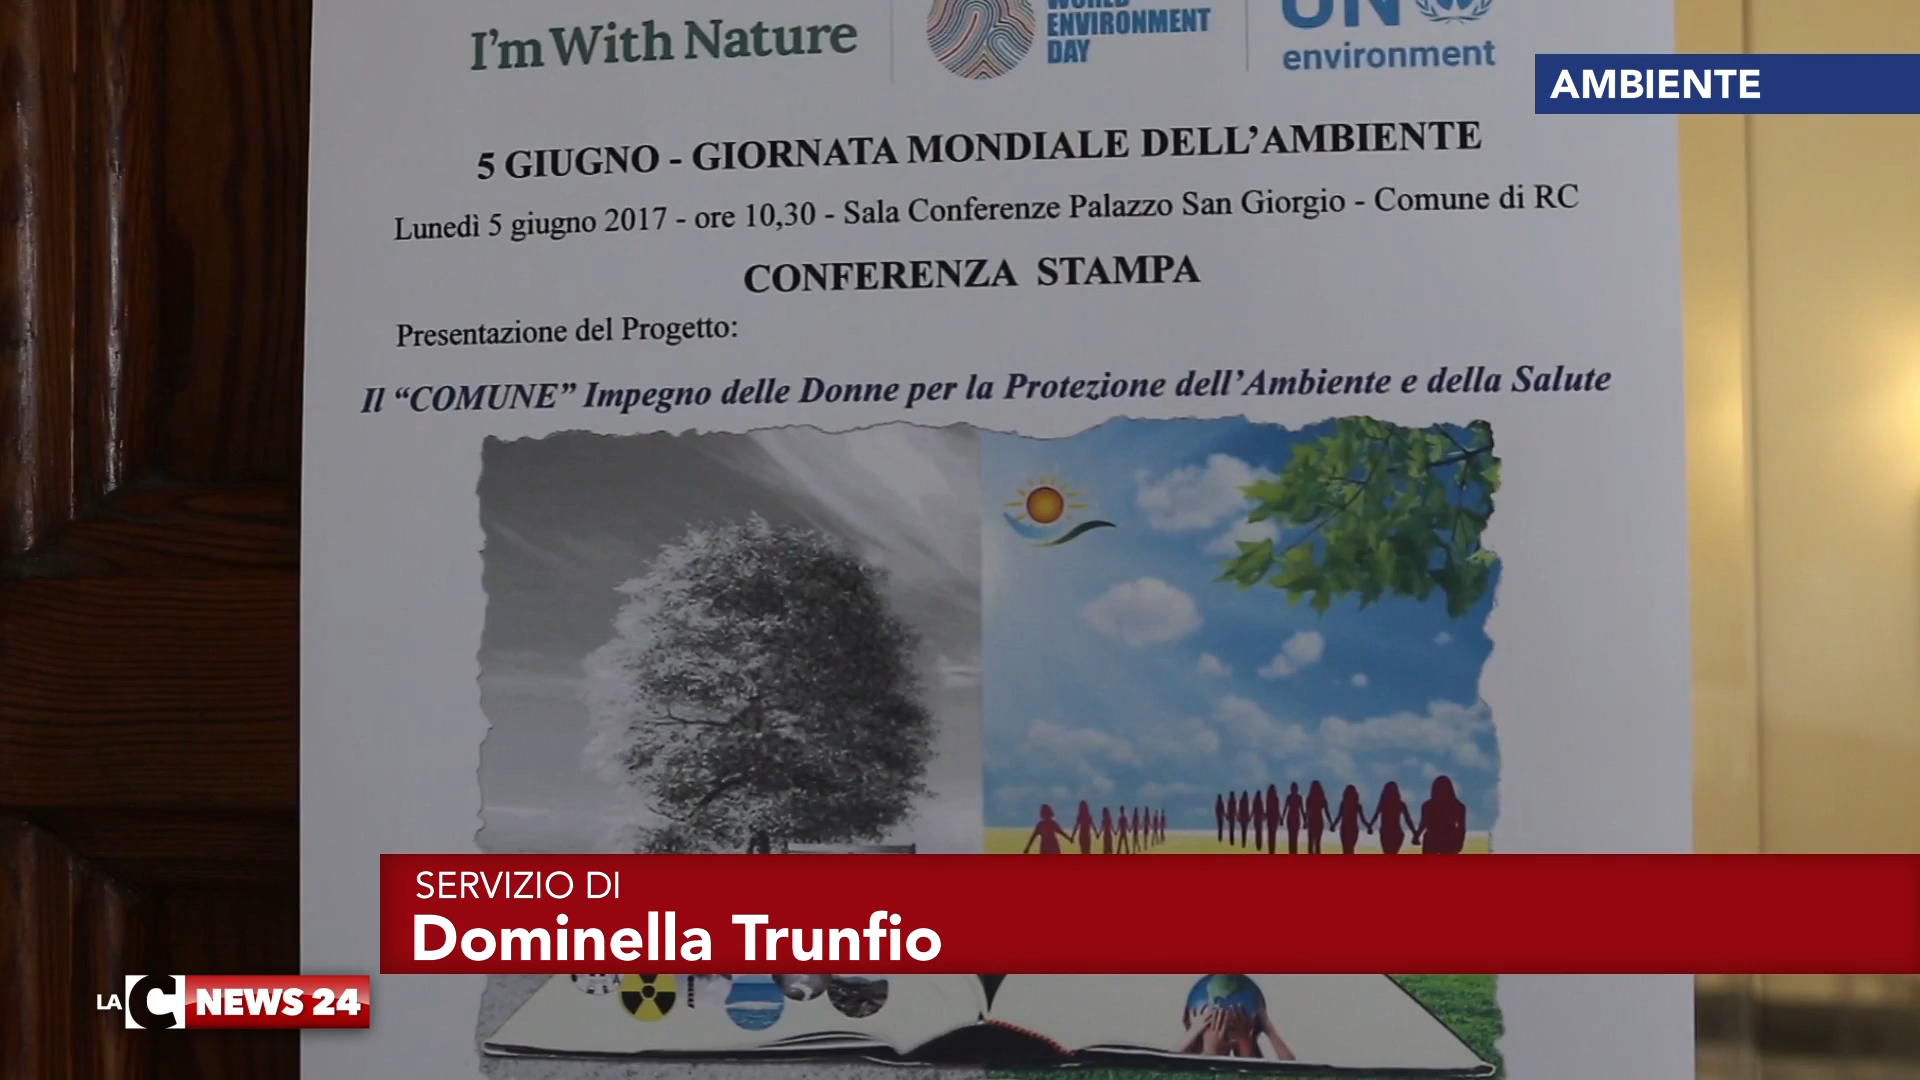 I'm With Nature
WORLD
ENVIRONMENT
DAY
UN
environment
AMBIENTE
5 GIUGNO - GIORNATA MONDIALE DELL'AMBIENTE
Lunedì 5 giugno 2017 - ore 10,30 - Sala Conferenze Palazzo San Giorgio - Comune di RC
CONFERENZA STAMPA
Presentazione del Progetto:
Il “COMUNE” Impegno delle Donne per la Protezione dell'Ambiente e della Salute
SERVIZIO DI
Dominella Trunfio
LA C NEWS 24